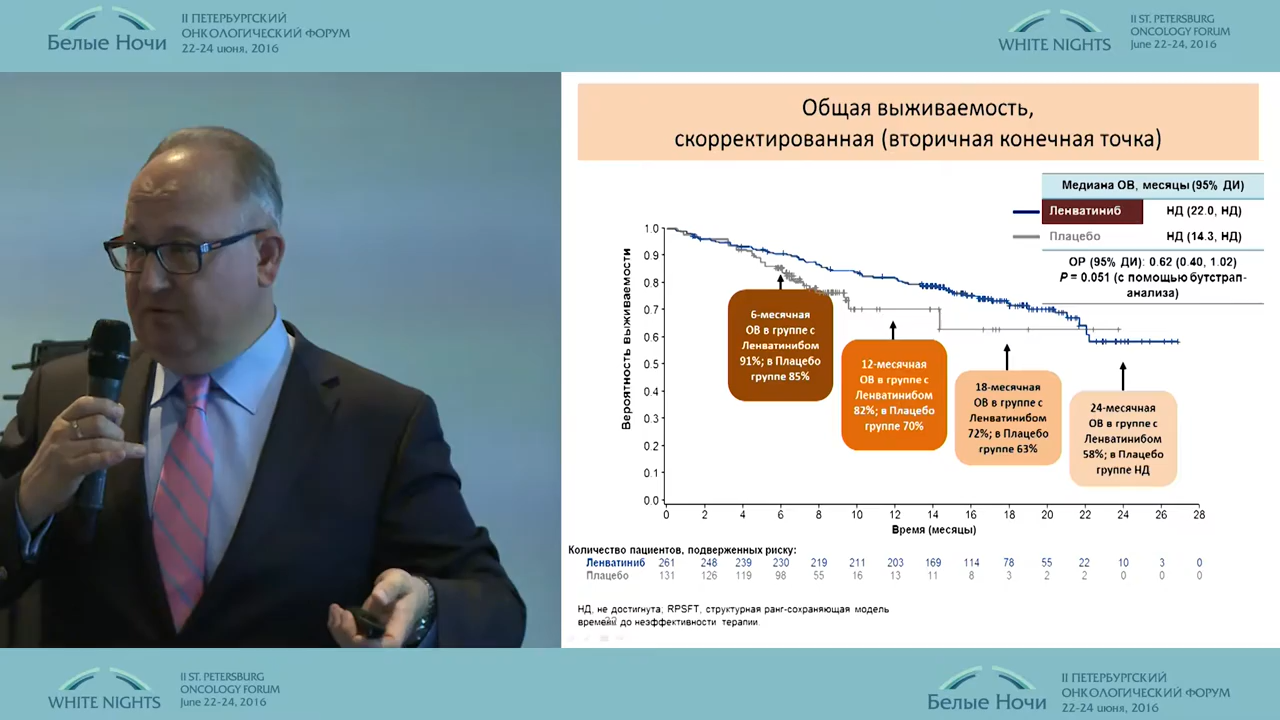 II ПЕТЕРБУРГСКИЙ
ОНКОЛОГИЧЕСКИЙ ФОРУМ
Белые Ночи
22-24 июня, 2016
II ST. PETERSBURG
ONCOLOGY FORUM
WHITE NIGHTS
June 22-24, 2016
Общая выживаемость,
скорректированная (вторичная конечная точка)
Медиана ОВ, месяцы (95% ДИ)
Ленватиниб НД (22.0, НД)
Плацебо НД (14.3, НД)
ОР (95% ДИ): 0.62 (0.40, 1.02)
P = 0.051 (с помощью бутстрап-
анализа)
Вероятность выживаемости
1.0
0.9
0.8
0.7
0.6
0.5
0.4
0.3
0.2
0.1
0.0
6-месячная
ОВ в группе с
Ленватинибом
91%; в Плацебо
группе 85%
12-месячная
ОВ в группе с
Ленватинибом
82%; в Плацебо
группе 70%
18-месячная
ОВ в группе с
Ленватинибом
72%; в Плацебо
группе 63%
24-месячная
ОВ в группе с
Ленватинибом
58%; в Плацебо
группе НД
0 2 4 6 8 10 12 14 16 18 20 22 24 26 28
Время (месяцы)
Количество пациентов, подверженных риску:
Ленватиниб 261 248 239 230 219 211 203 169 114 78 55 22 10 3 0
Плацебо 131 126 119 98 55 16 13 11 8 3 2 2 0 0 0
НД, не достигнута; RPSFT, структурная ранг-сохраняющая модель
времени до неэффективности терапии.
II ST. PETERSBURG
ONCOLOGY FORUM
WHITE NIGHTS
June 22-24, 2016
II ПЕТЕРБУРГСКИЙ
ОНКОЛОГИЧЕСКИЙ ФОРУМ
Белые Ночи
22-24 июня, 2016